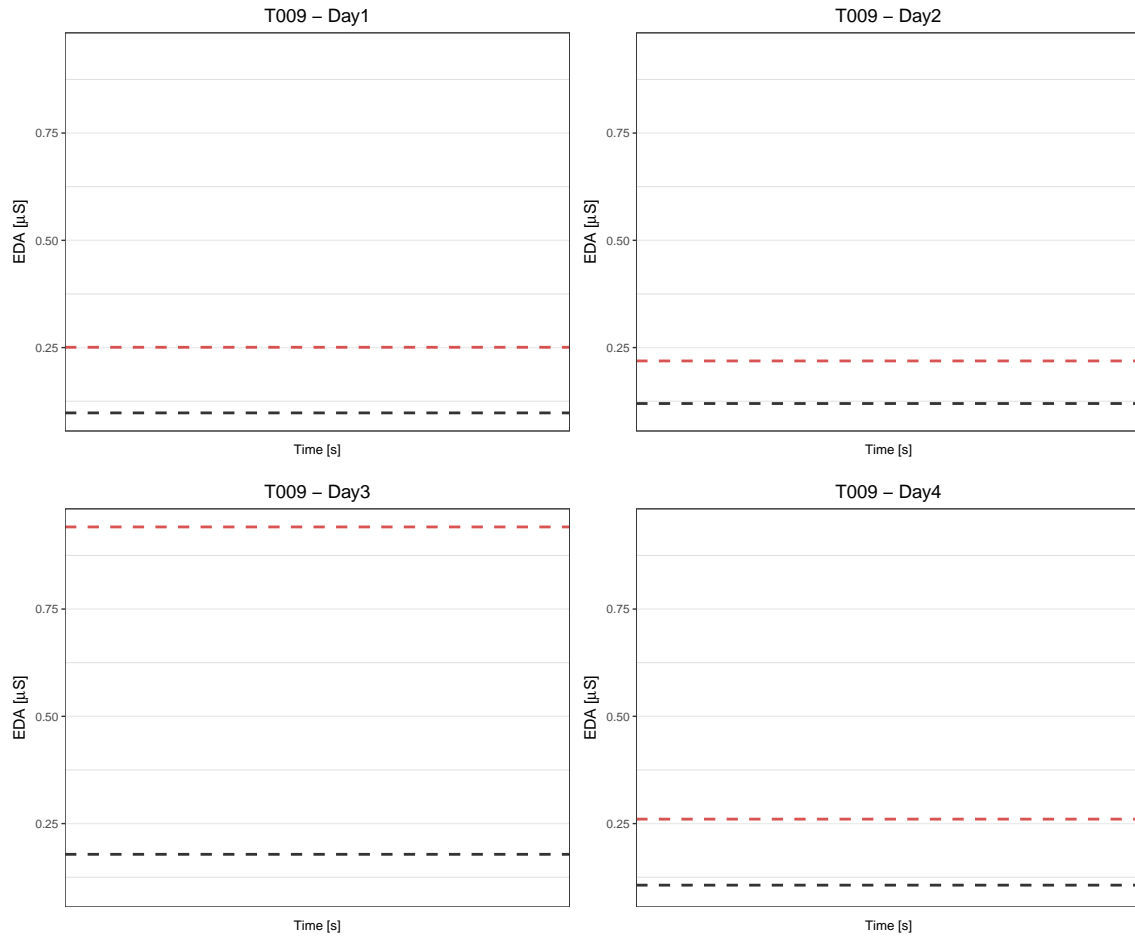 T009 – Day1
T009 – Day2
0.75
0.50
0.25
EDA [μS]
Time [s]
0.75
0.50
0.25
EDA [μS]
Time [s]
T009 – Day3
T009 – Day4
0.75
0.50
0.25
EDA [μS]
Time [s]
0.75
0.50
0.25
EDA [μS]
Time [s]